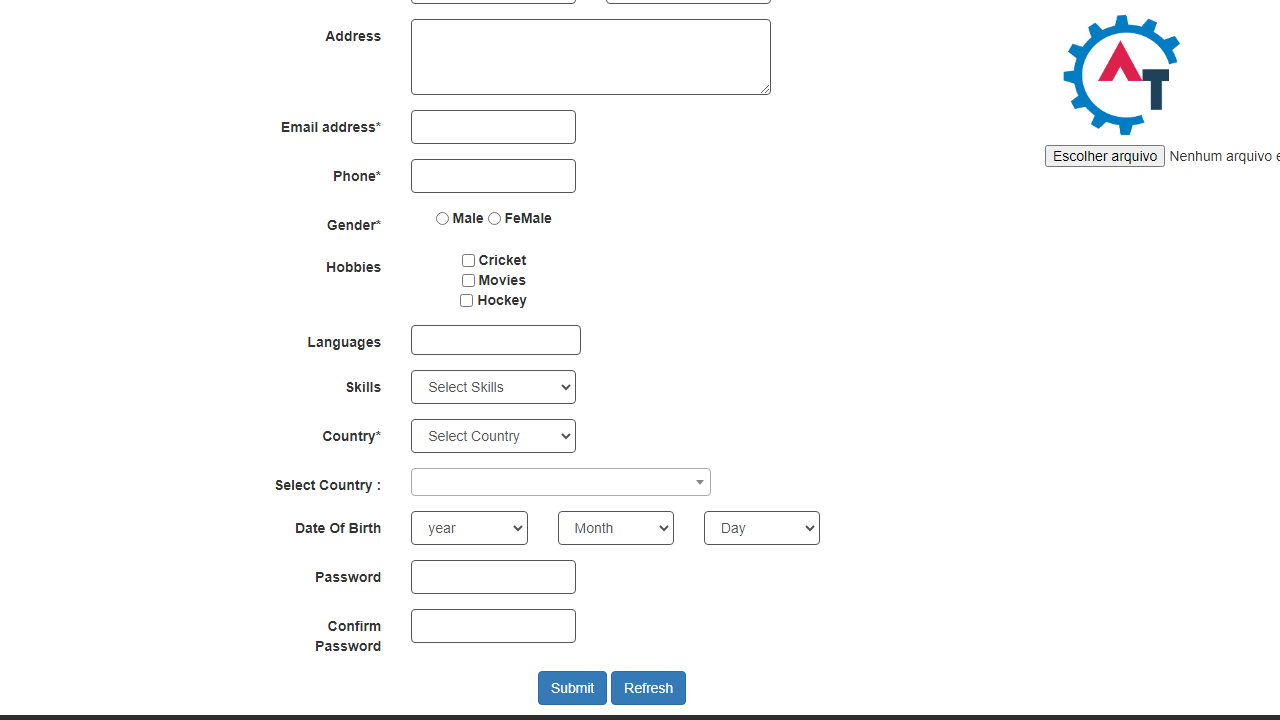 Address
Email address*
Phone*
Gender*
Male FeMale
Hobbies
Cricket
Movies
Hockey
Languages
Skills
Select Skills
Country*
Select Country
Select Country :
Date Of Birth
year
Month
Day
Password
Confirm
Password
Submit
Refresh
AT
Escolher arquivo
Nenhum arquivo e